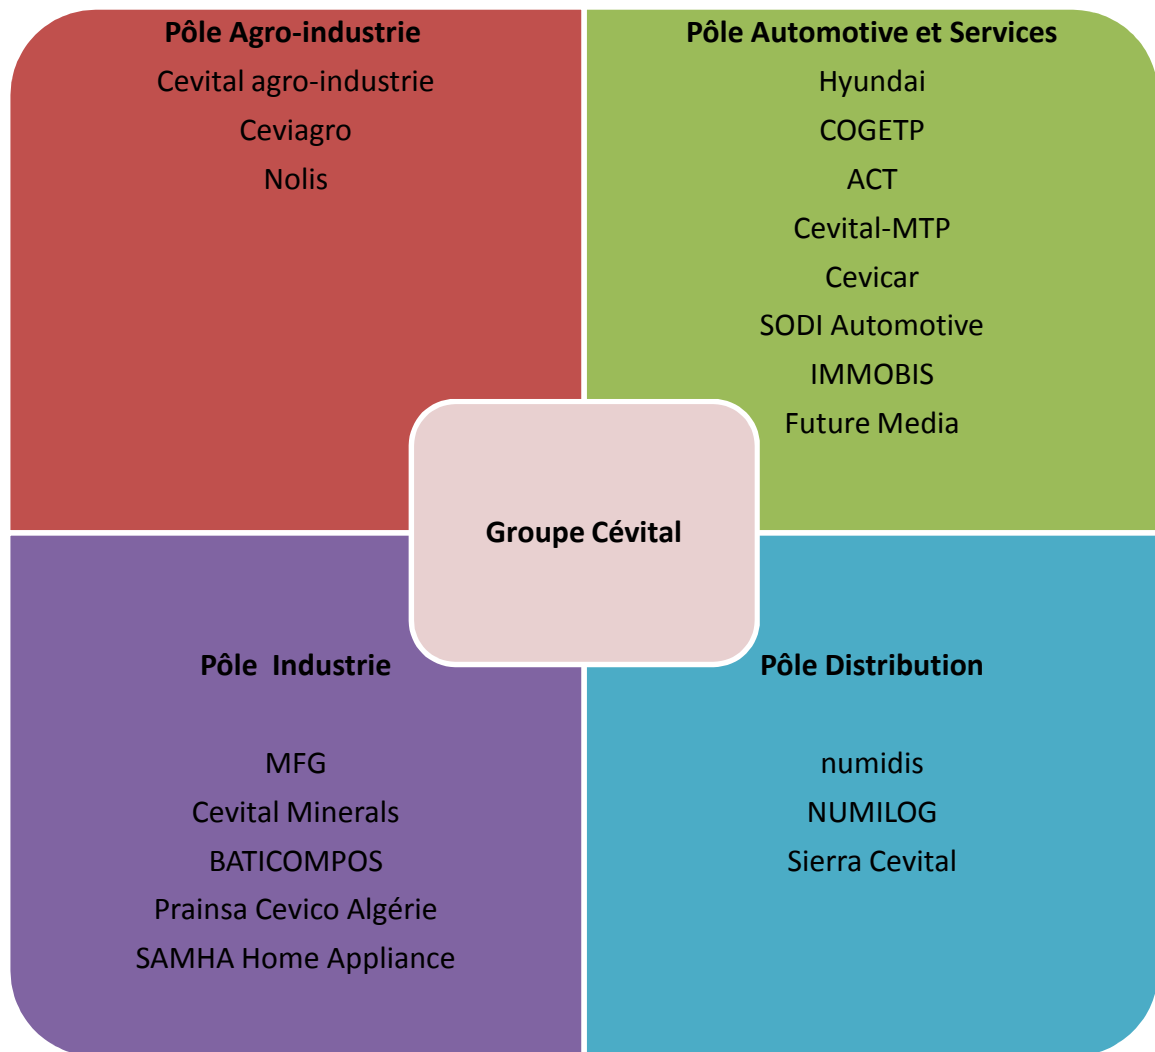 Pôle Agro-industrie
Cevital agro-industrie
Ceviagro
Nolis
Pôle Automotive et Services
Hyundai
COGETP
ACT
Cevital-MTP
Cevicar
SODI Automotive
IMMOBIS
Future Media
Groupe Cévital
Pôle  Industrie
MFG
Cevital Minerals
BATICOMPOS
Prainsa Cevico Algérie
SAMHA Home Appliance
Pôle Distribution
numidis
NUMILOG
Sierra Cevital